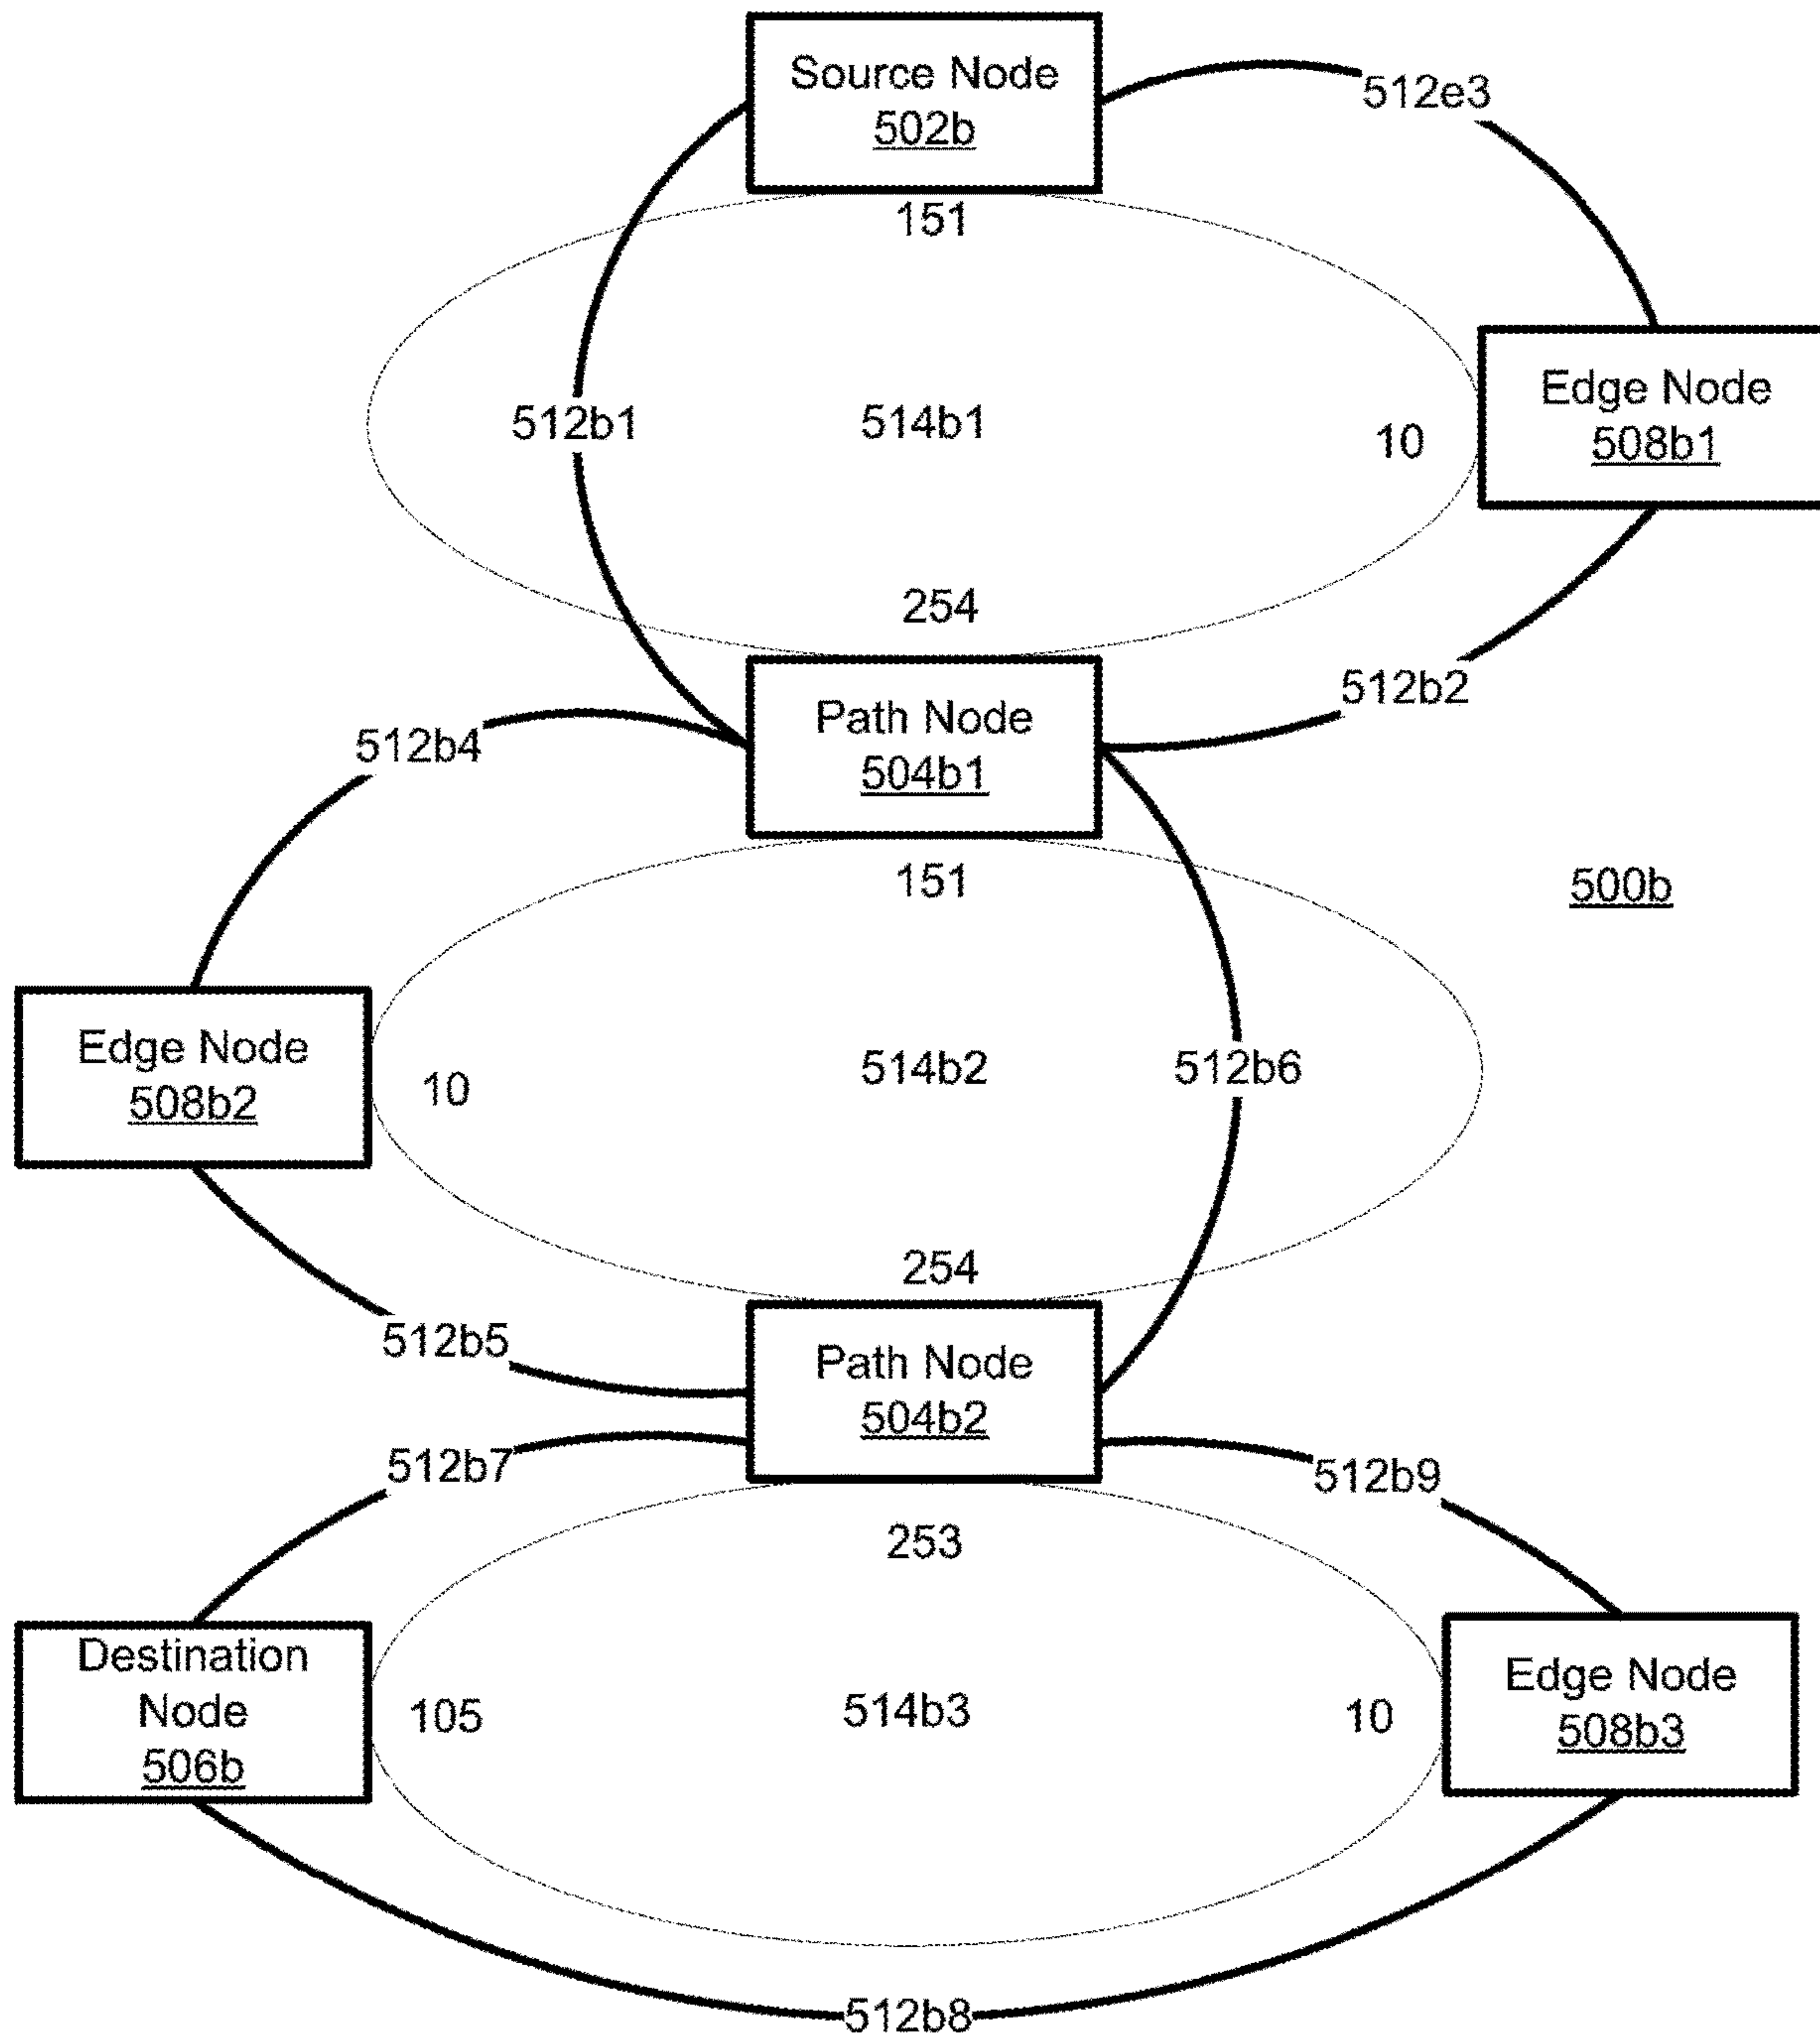 Source Node
502b
512e3
151
Edge Node
508b1
512b1
514b1
10
254
512b2
Path Node
504b1
512b4
151
500b
Edge Node
508b2
10
514b2
512b6
254
512b5
Path Node
504b2
512b7
512b9
253
Destination
Node
506b
105
514b3
10
Edge Node
508b3
512b8